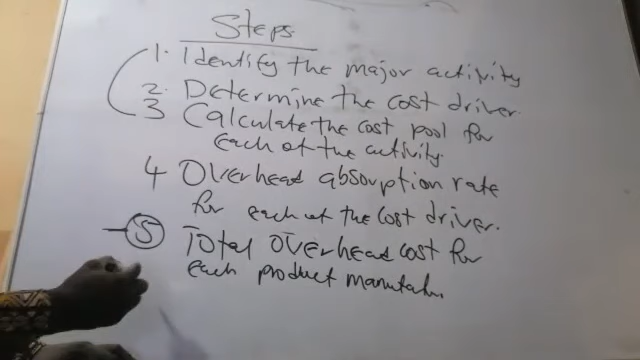 Steps
1. Identify the major activity
2. Determine the cost driver.
3 Calculate the cost pool for
each of the activity.
4 Overhead absorption rate
for each of the cost driver.
5 Total overhead cost for
each product